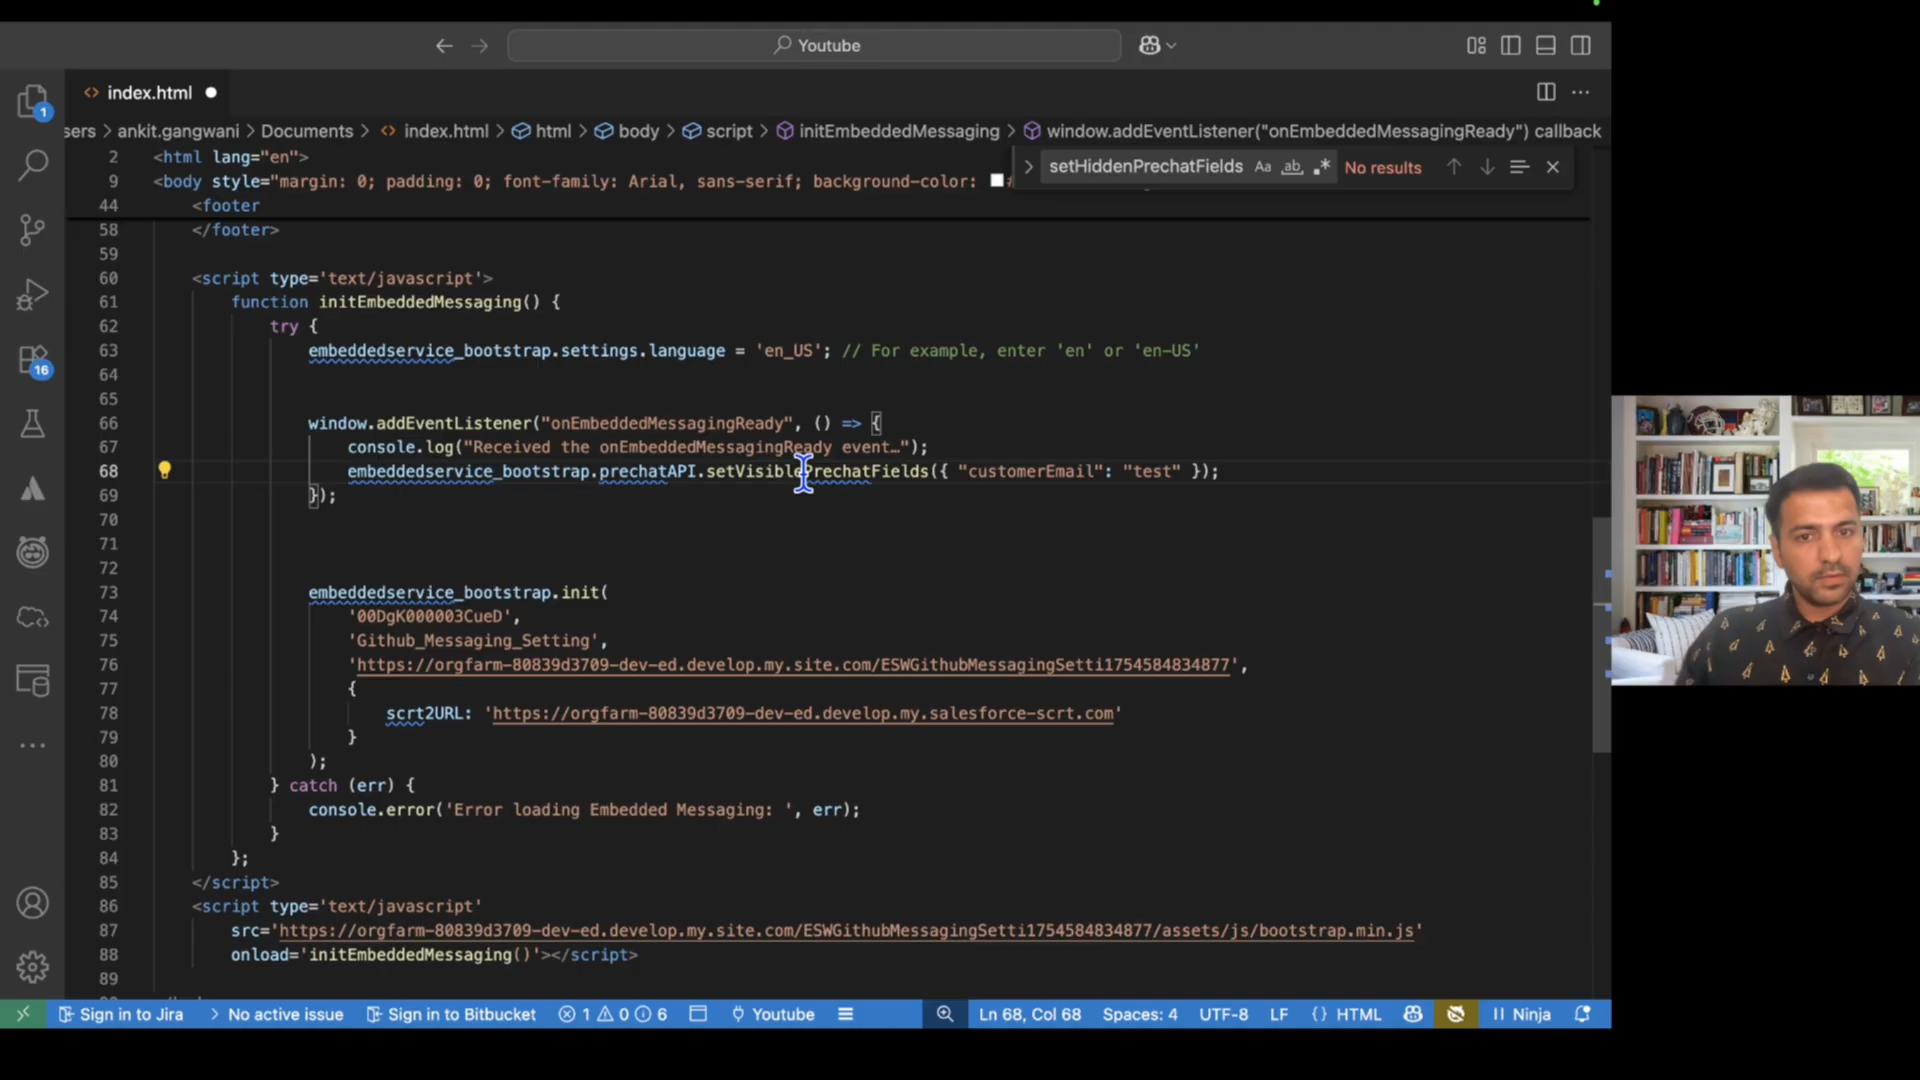 Youtube
index.html
sers > ankit.gangwani > Documents > index.html > html > body > script > initEmbeddedMessaging > window.addEventListener("onEmbeddedMessagingReady") callback
setHiddenPrechatFields Aa ab .* No results
2 <html lang="en">
9 <body style="margin: 0; padding: 0; font-family: Arial, sans-serif; background-color: #
44 <footer
58 </footer>
59
60 <script type='text/javascript'>
61 function initEmbeddedMessaging() {
62 try {
63 embeddedservice_bootstrap.settings.language = 'en_US'; // For example, enter 'en' or 'en-US'
64
65
66 window.addEventListener("onEmbeddedMessagingReady", () => {
67 console.log("Received the onEmbeddedMessagingReady event…");
68 embeddedservice_bootstrap.prechatAPI.setVisiblePrechatFields({ "customerEmail": "test" });
69 });
70
71
72
73 embeddedservice_bootstrap.init(
74 '00DgK000003CueD',
75 'Github_Messaging_Setting',
76 'https://orgfarm-80839d3709-dev-ed.develop.my.site.com/ESWGithubMessagingSetti1754584834877',
77 {
78 scrt2URL: 'https://orgfarm-80839d3709-dev-ed.develop.my.salesforce-scrt.com'
79 }
80 );
81 } catch (err) {
82 console.error('Error loading Embedded Messaging: ', err);
83 }
84 };
85 </script>
86 <script type='text/javascript'
87 src='https://orgfarm-80839d3709-dev-ed.develop.my.site.com/ESWGithubMessagingSetti1754584834877/assets/js/bootstrap.min.js'
88 onload='initEmbeddedMessaging()'></script>
89
1
16
Sign in to Jira > No active issue Sign in to Bitbucket 1 0 6 Youtube Ln 68, Col 68 Spaces: 4 UTF-8 LF {} HTML Ninja